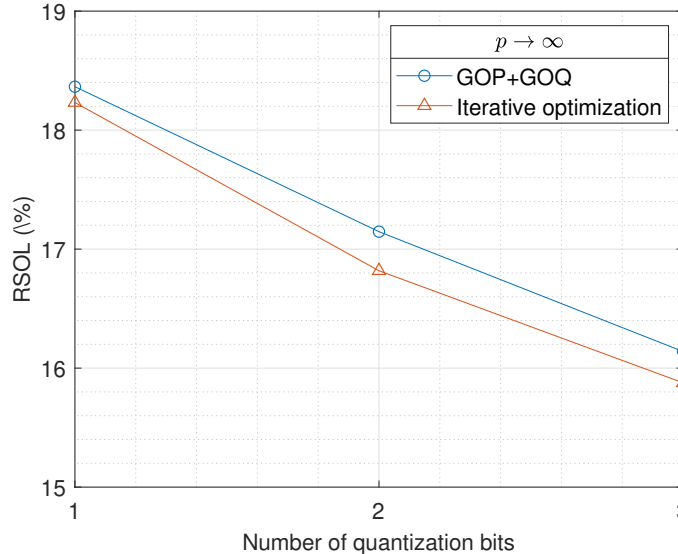 19
18
17
16
15
RSOL (\%)
p → ∞
GOP+GOQ
Iterative optimization
1
2
Number of quantization bits